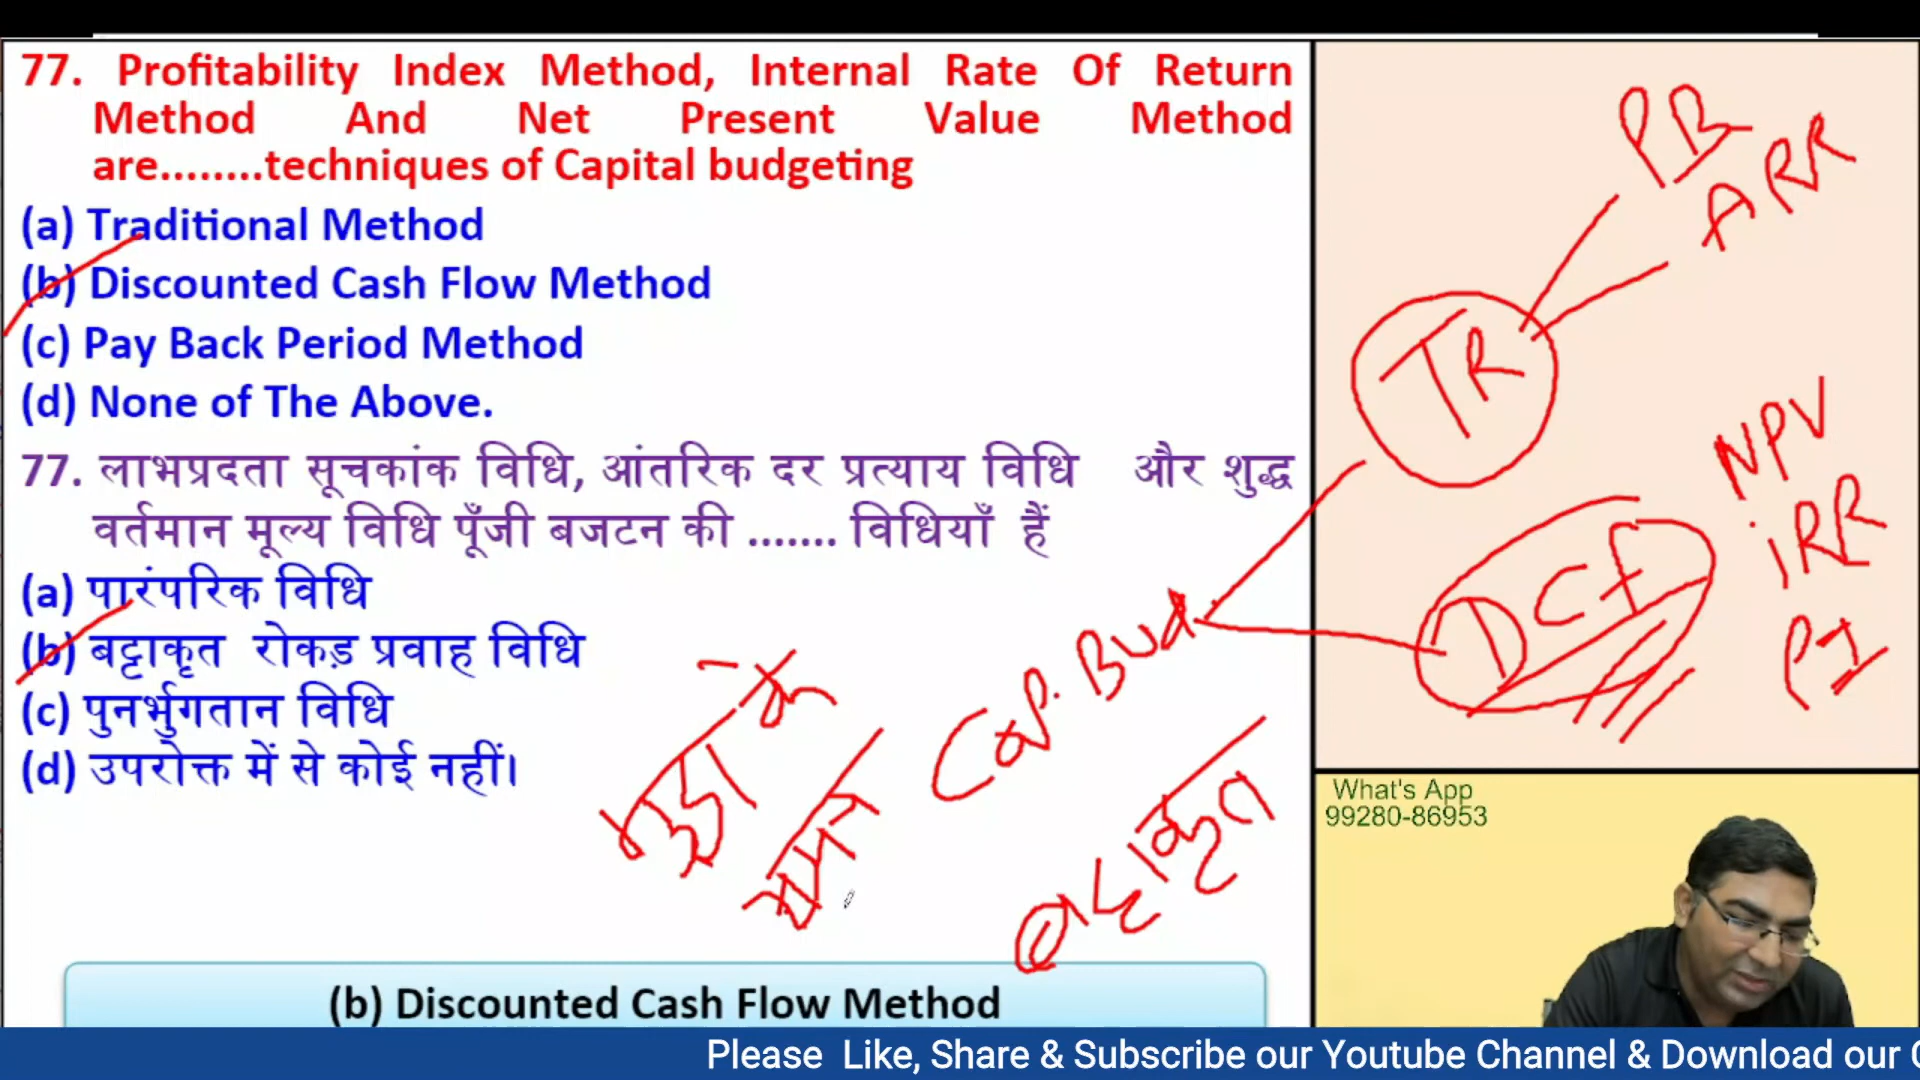 77. Profitability Index Method, Internal Rate Of Return
Method And Net Present Value Method
are........techniques of Capital budgeting
(a) Traditional Method
(b) Discounted Cash Flow Method
(c) Pay Back Period Method
(d) None of The Above.
77. लाभप्रदता सूचकांक विधि, आंतरिक दर प्रत्याय विधि और शुद्ध
वर्तमान मूल्य विधि पूँजी बजटन की ....... विधियाँ हैं
(a) पारंपरिक विधि
(b) बट्टाकृत रोकड़ प्रवाह विधि
(c) पुनर्भुगतान विधि
(d) उपरोक्त में से कोई नहीं।
(b) Discounted Cash Flow Method
PB
ARR
TR
NPV
IRR
PI
DCF
Cap. Bud
What's App
99280-86953
Please Like, Share & Subscribe our Youtube Channel & Download our